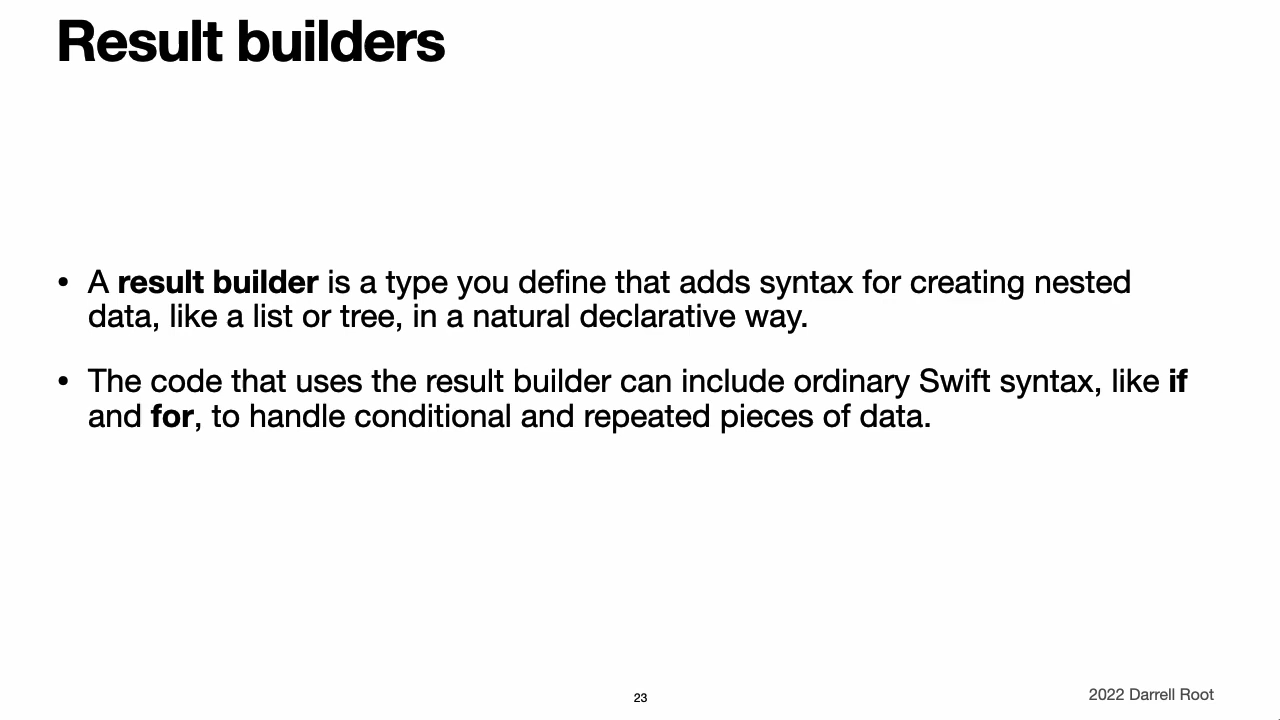 Result builders
• A result builder is a type you define that adds syntax for creating nested
data, like a list or tree, in a natural declarative way.
• The code that uses the result builder can include ordinary Swift syntax, like if
and for, to handle conditional and repeated pieces of data.
23
2022 Darrell Root